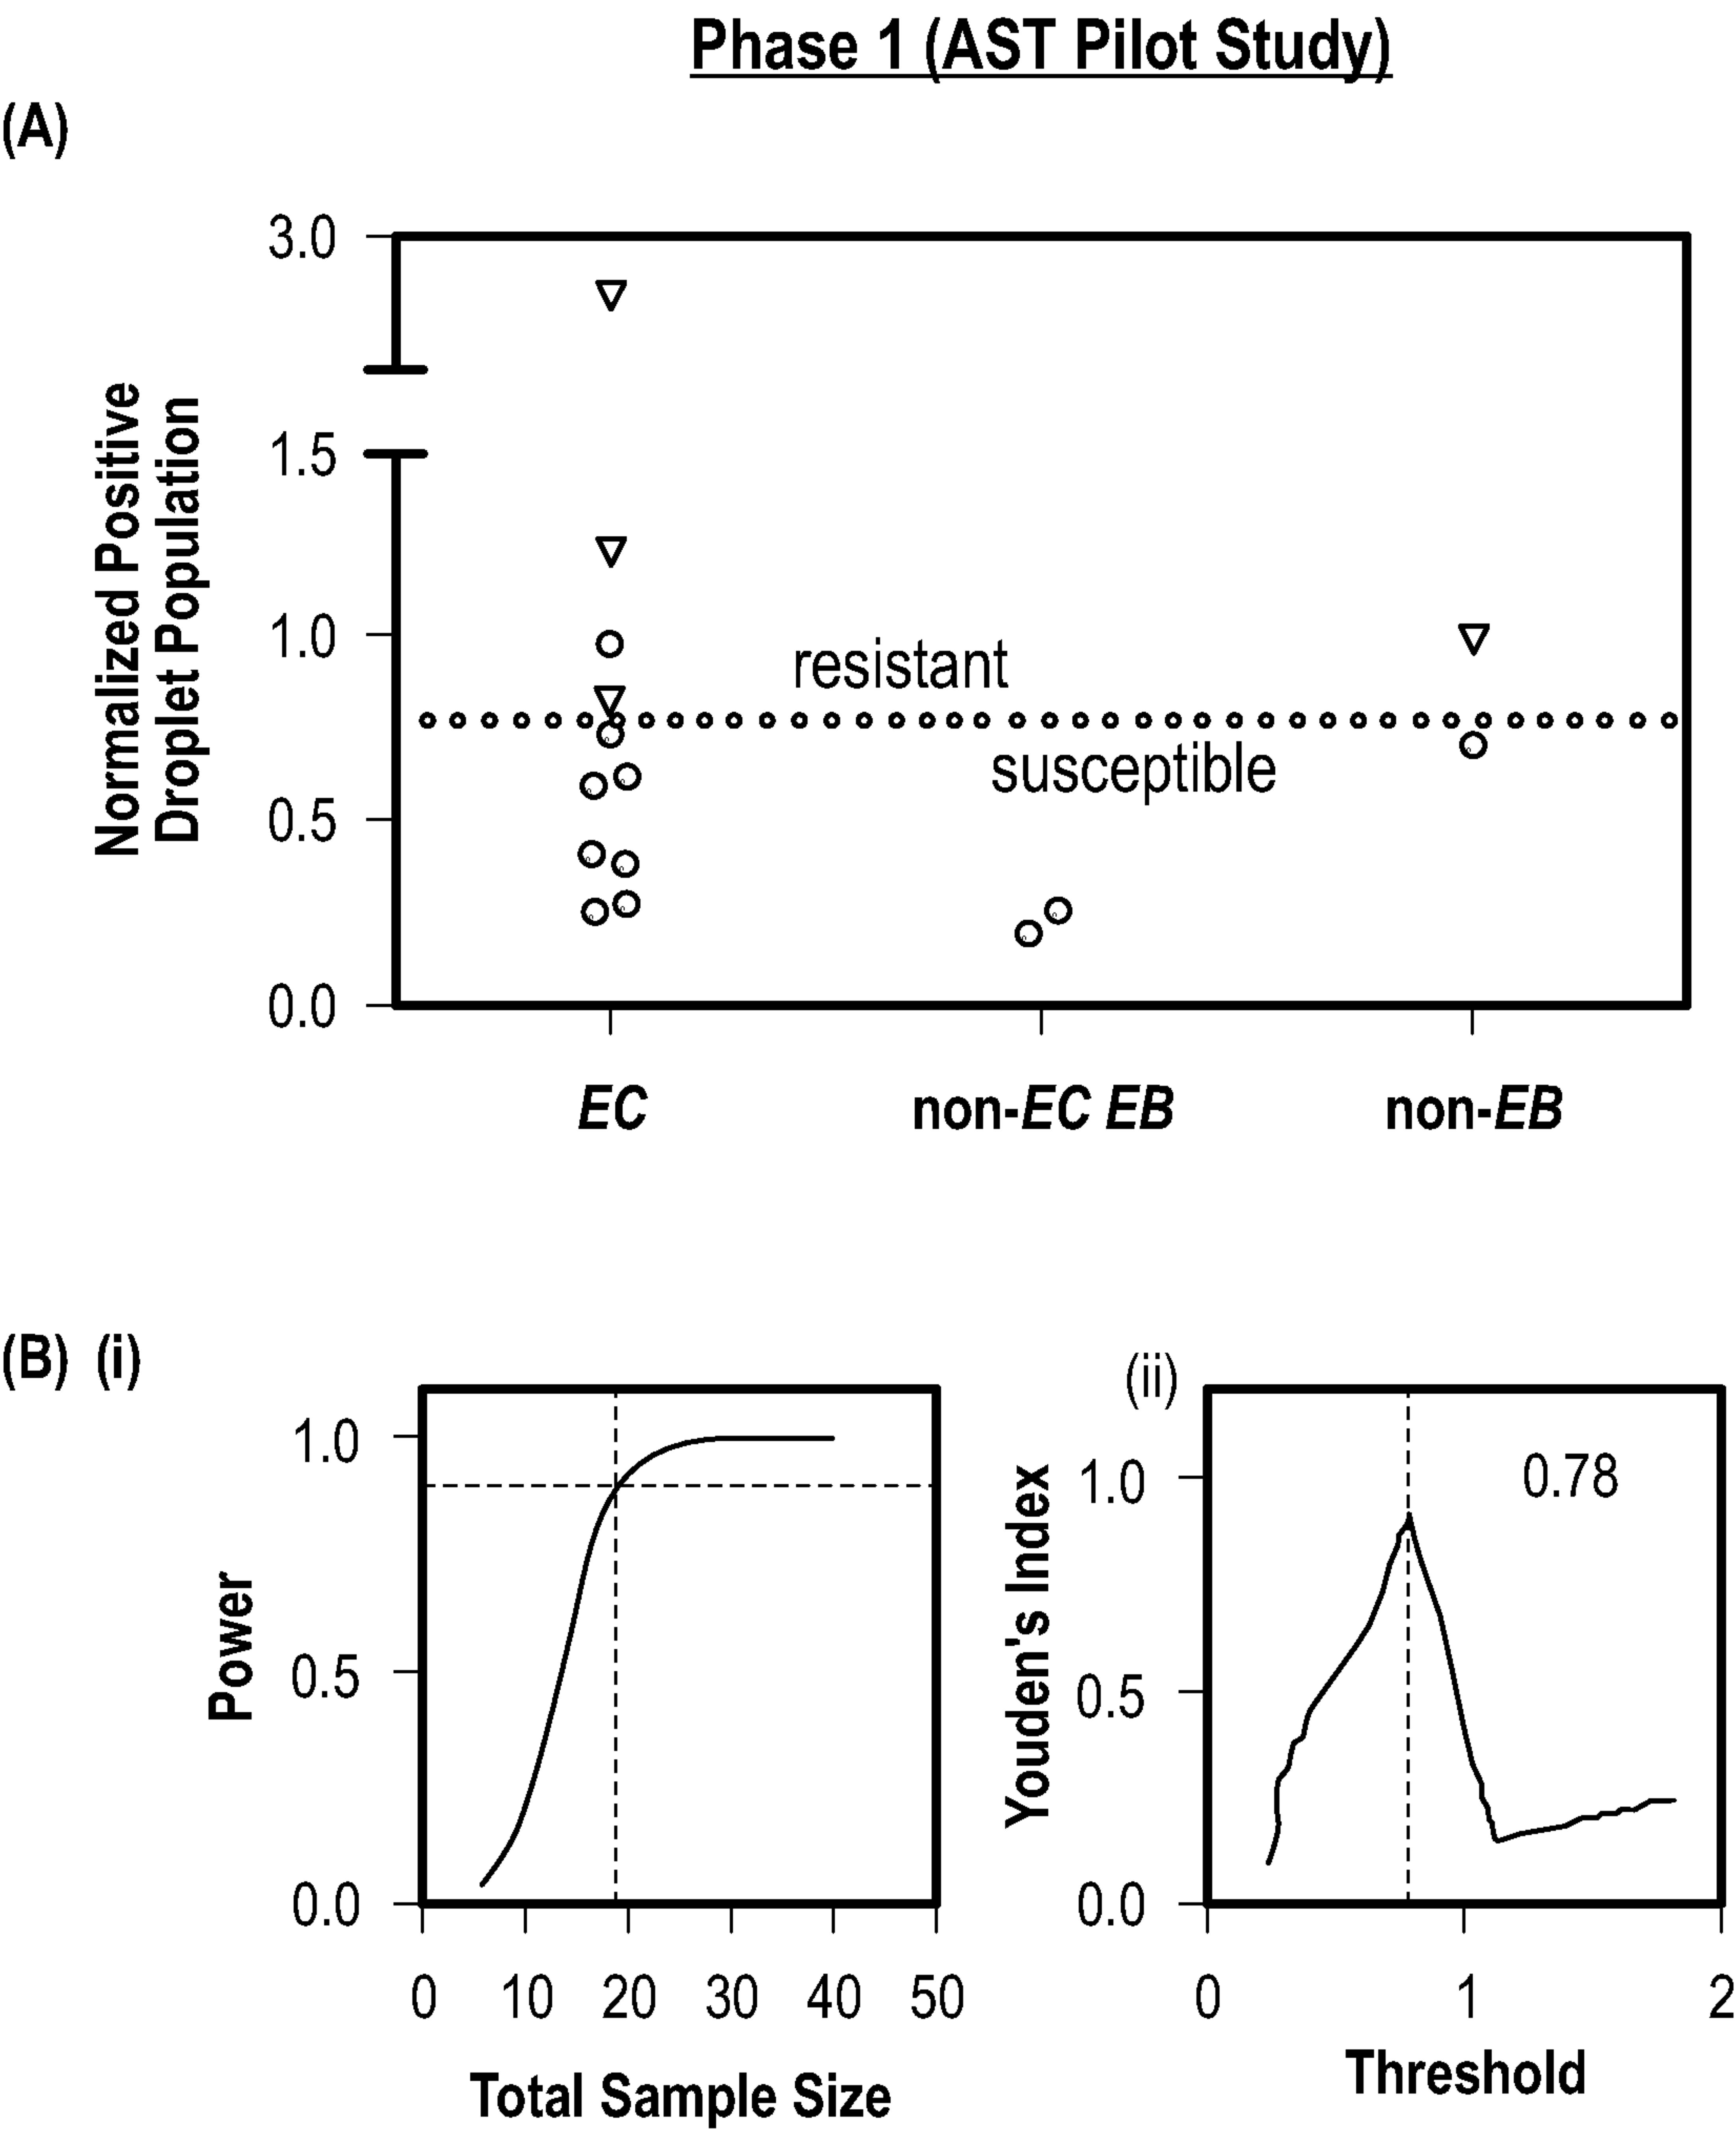 Phase 1 (AST Pilot Study)
(A)
Normalized Positive
Droplet Population
3.0
1.5
1.0
0.5
0.0
resistant
susceptible
EC
non-EC EB
non-EB
(B) (i)
Power
1.0
0.5
0.0
0 10 20 30 40 50
Total Sample Size
(ii)
Youden's Index
1.0
0.5
0.0
0.78
0 1 2
Threshold